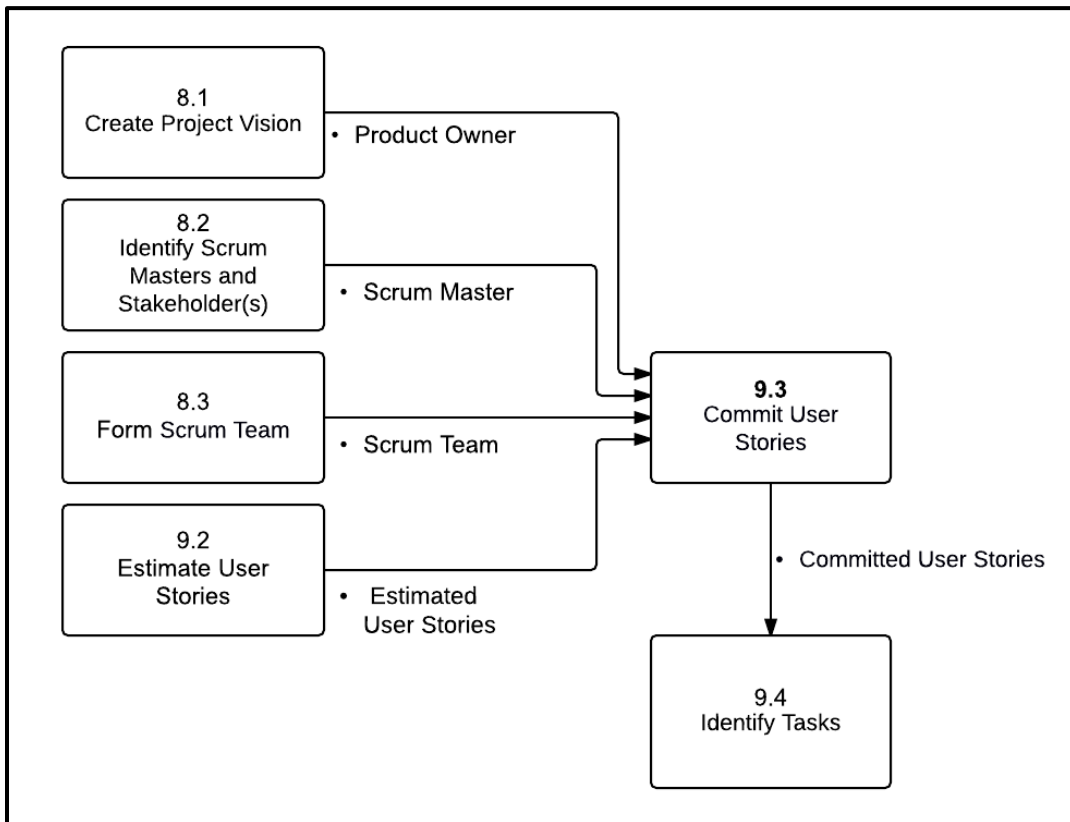 8.1
Create Project Vision
• Product Owner
8.2
Identify Scrum
Masters and
Stakeholder(s)
• Scrum Master
8.3
Form Scrum Team
• Scrum Team
9.2
Estimate User
Stories
• Estimated
User Stories
9.3
Commit User
Stories
• Committed User Stories
9.4
Identify Tasks